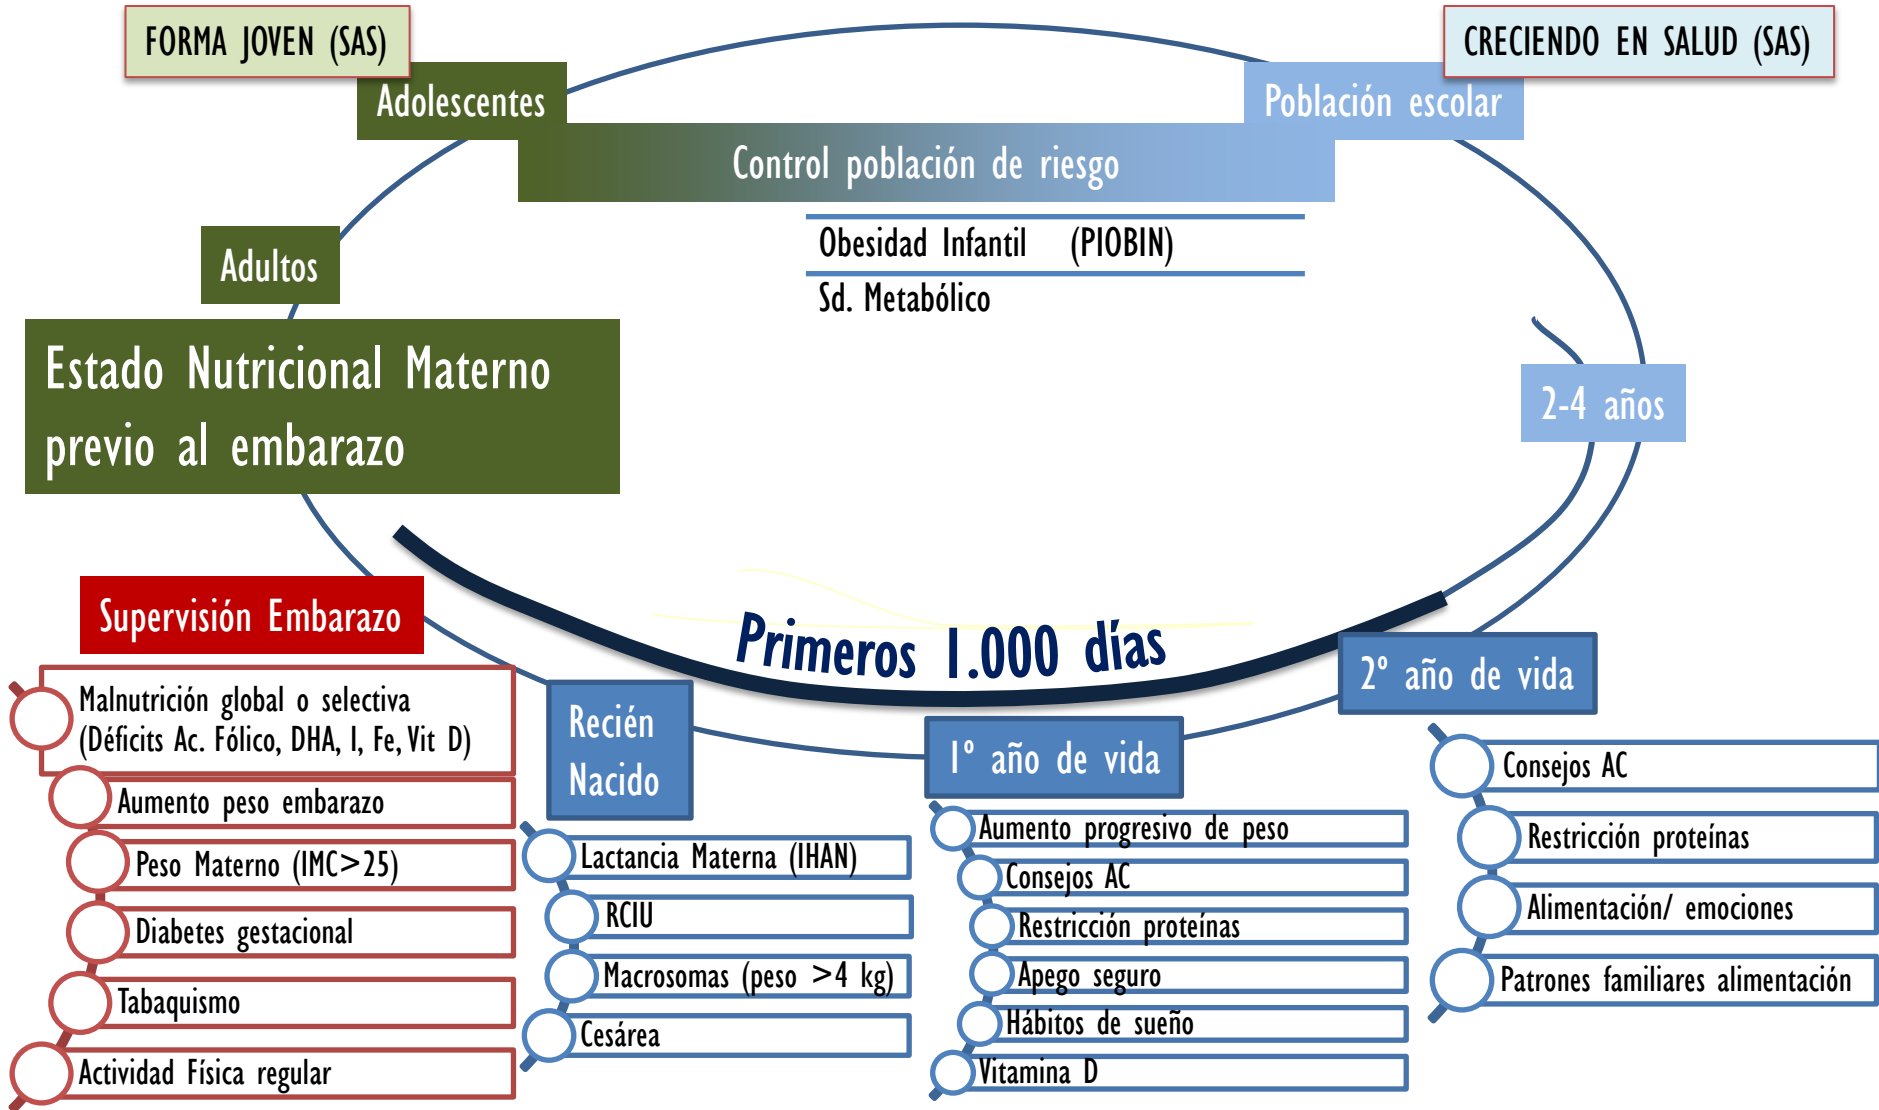 FORMA JOVEN (SAS)
CRECIENDO EN SALUD (SAS)
Adolescentes
Población escolar
Control población de riesgo
Obesidad Infantil (PIOBIN)
Sd. Metabólico
Adultos
Estado Nutricional Materno
previo al embarazo
2-4 años
Primeros 1.000 días
Supervisión Embarazo
Malnutrición global o selectiva
(Déficits Ac. Fólico, DHA, I, Fe, Vit D)
Aumento peso embarazo
Peso Materno (IMC>25)
Diabetes gestacional
Tabaquismo
Actividad Física regular
Recién
Nacido
Lactancia Materna (IHAN)
RCIU
Macrosomas (peso >4 kg)
Cesárea
1º año de vida
Aumento progresivo de peso
Consejos AC
Restricción proteínas
Apego seguro
Hábitos de sueño
Vitamina D
2º año de vida
Consejos AC
Restricción proteínas
Alimentación/ emociones
Patrones familiares alimentación